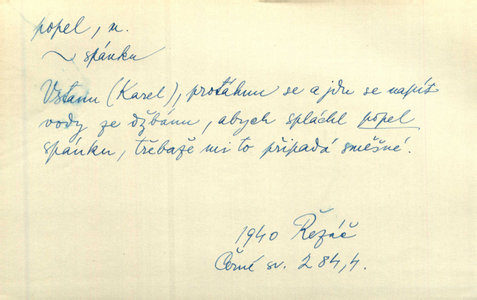 popel, m.
~ spánku
Vstanu (Karel), protáhnu se a jdu se napít
vody ze džbánu, abych spláchl popel
spánku, třebaže mi to připadá směšné.
1940 Řezáč
Černé sv. 284,4.